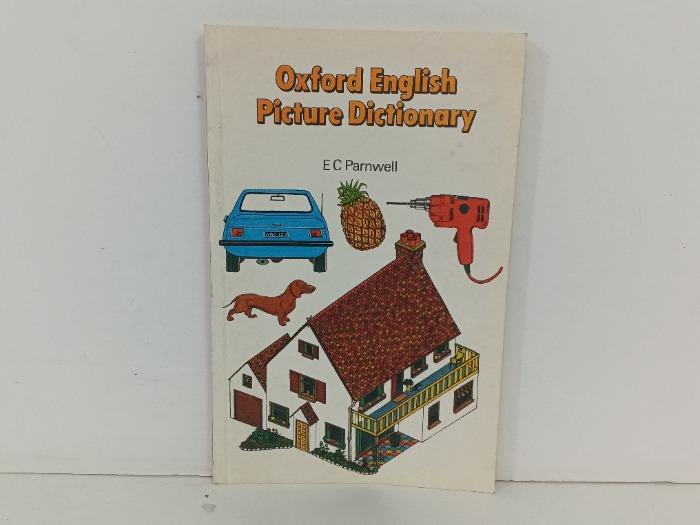 Oxford English
Picture Dictionary
E C Parnwell